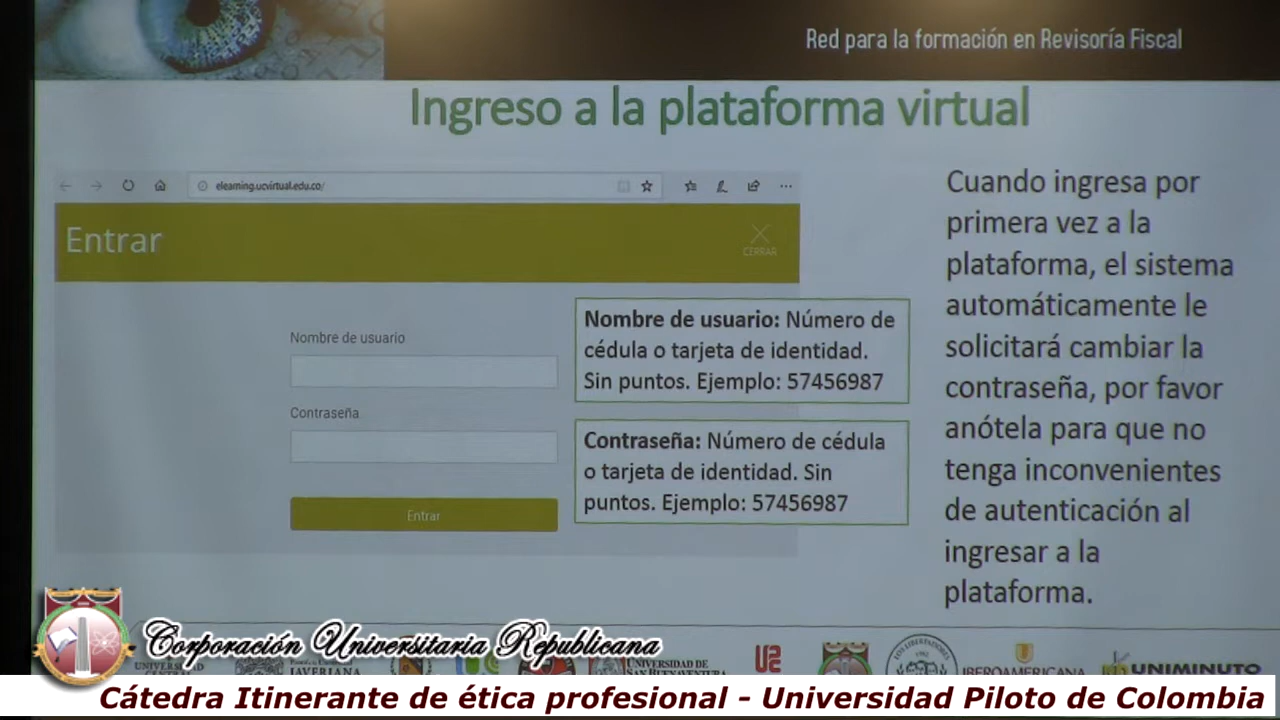 Red para la formación en Revisoría Fiscal
Ingreso a la plataforma virtual
elearning.ucvirtual.edu.co/
Entrar
CERRAR
Nombre de usuario
Contraseña
Entrar
Nombre de usuario: Número de
cédula o tarjeta de identidad.
Sin puntos. Ejemplo: 57456987
Contraseña: Número de cédula
o tarjeta de identidad. Sin
puntos. Ejemplo: 57456987
Cuando ingresa por
primera vez a la
plataforma, el sistema
automáticamente le
solicitará cambiar la
contraseña, por favor
anótela para que no
tenga inconvenientes
de autenticación al
ingresar a la
plataforma.
Corporación Universitaria Republicana
JAVERIANA
UNIVERSIDAD DE
SAN BUENAVENTURA
LOS LIBERTADORES
IBEROAMERICANA
UNIMINUTO
Cátedra Itinerante de ética profesional - Universidad Piloto de Colombia